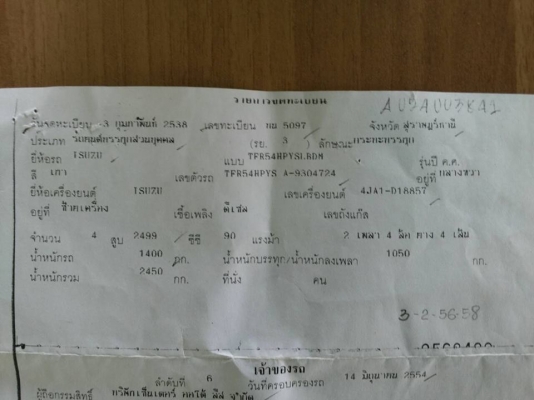 รายการจดทะเบียน
A09A0038A2
วันจดทะเบียน -3 กุมภาพันธ์ 2538 เลขทะเบียน 5097 จังหวัด สุราษฎร์ธานี
ประเภท รถยนต์บรรทุกส่วนบุคคล (รย. 3 ) ลักษณะ กระบะบรรทุก
ยี่ห้อรถ ISUZU แบบ TFR54HPYSLRDM รุ่นปี ค.ศ.
สี เทา เลขตัวรถ TFR54HPYS A-9304724 อยู่ที่ กลางขวา
ยี่ห้อเครื่องยนต์ ISUZU เลขเครื่องยนต์ 4JA1-D18857
อยู่ที่ ซ้ายเครื่อง เชื้อเพลิง ดีเซล เลขถังแก๊ส
จำนวน 4 สูบ 2499 ซีซี 90 แรงม้า 2 เพลา 4 ล้อ ยาง 4 เส้น
น้ำหนักรถ 1400 กก. น้ำหนักบรรทุก/น้ำหนักลงเพลา 1050 กก.
น้ำหนักรวม 2450 กก. ที่นั่ง คน
3-2-56-58
เจ้าของรถ
ลำดับที่ 6 วันที่ครอบครองรถ 14 มิถุนายน 2554
ผู้ถือกรรมสิทธิ์